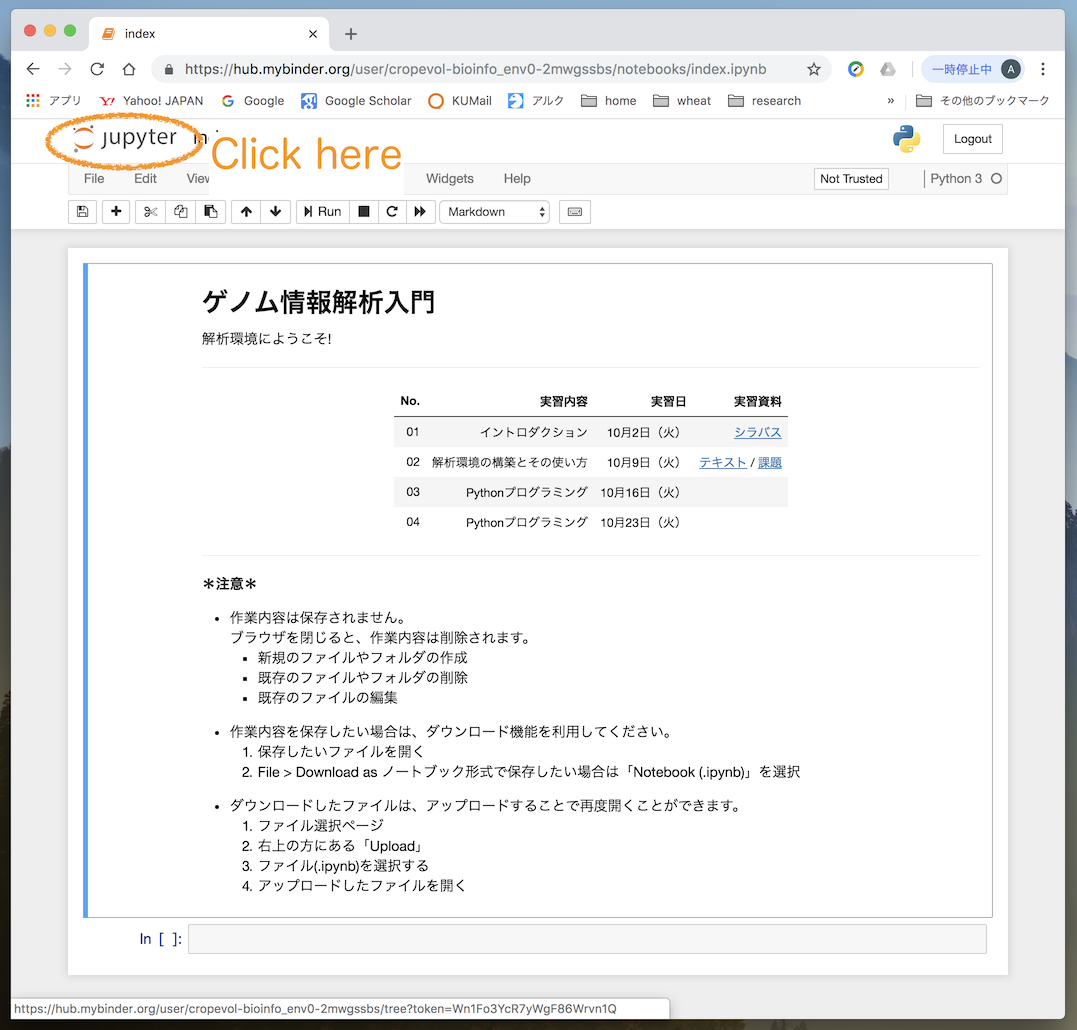 index
https://hub.mybinder.org/user/cropevol-bioinfo_env0-2mwgssbs/notebooks/index.ipynb
一時停止中 A
アプリ Yahoo! JAPAN Google Google Scholar KUMail アルク home wheat research » その他のブックマーク
jupyter in
Click here
Logout
File Edit View Widgets Help Not Trusted Python 3
Run Markdown
ゲノム情報解析入門
解析環境にようこそ!
No. 実習内容 実習日 実習資料
01 イントロダクション 10月2日（火） シラバス
02 解析環境の構築とその使い方 10月9日（火） テキスト / 課題
03 Pythonプログラミング 10月16日（火）
04 Pythonプログラミング 10月23日（火）
＊注意＊
• 作業内容は保存されません。
ブラウザを閉じると、作業内容は削除されます。
▪ 新規のファイルやフォルダの作成
▪ 既存のファイルやフォルダの削除
▪ 既存のファイルの編集
• 作業内容を保存したい場合は、ダウンロード機能を利用してください。
1. 保存したいファイルを開く
2. File > Download as ノートブック形式で保存したい場合は「Notebook (.ipynb)」を選択
• ダウンロードしたファイルは、アップロードすることで再度開くことができます。
1. ファイル選択ページ
2. 右上の方にある「Upload」
3. ファイル(.ipynb)を選択する
4. アップロードしたファイルを開く
In [ ]:
https://hub.mybinder.org/user/cropevol-bioinfo_env0-2mwgssbs/tree?token=Wn1Fo3YcR7yWgF86Wrvn1Q